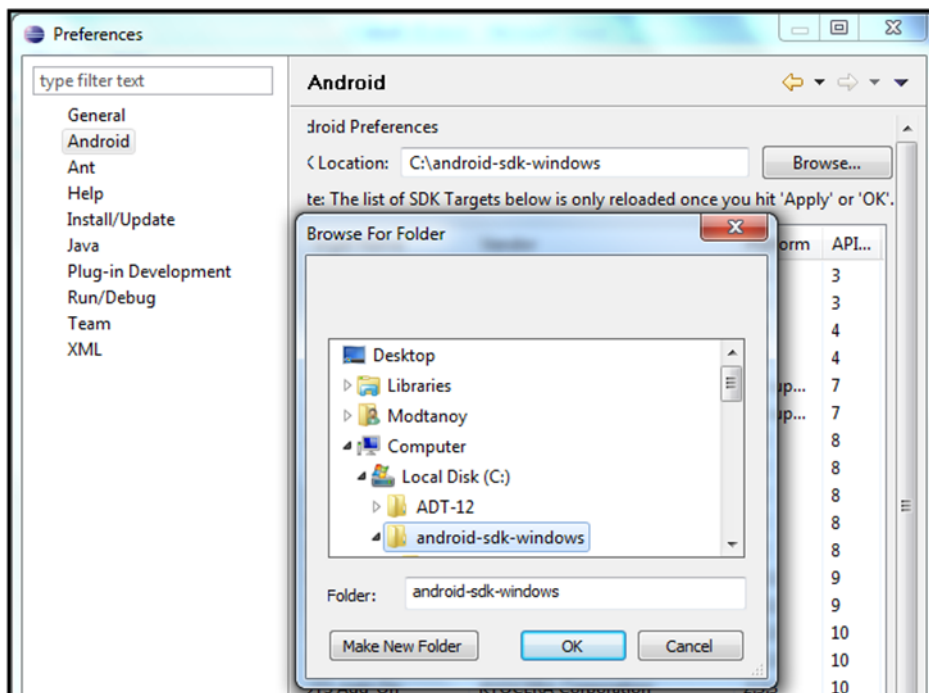 Preferences
type filter text
Android
General
Android
Ant
Help
Install/Update
Java
Plug-in Development
Run/Debug
Team
XML
droid Preferences
Location:
C:\android-sdk-windows
Browse...
te: The list of SDK Targets below is only reloaded once you hit 'Apply' or 'OK'.
Browse For Folder
Vendor
orm
API...
3
3
4
4
up... 7
up... 7
8
8
8
8
8
9
9
10
10
10
Desktop
Libraries
Modtanoy
Computer
Local Disk (C:)
ADT-12
android-sdk-windows
Folder:
android-sdk-windows
Make New Folder
OK
Cancel